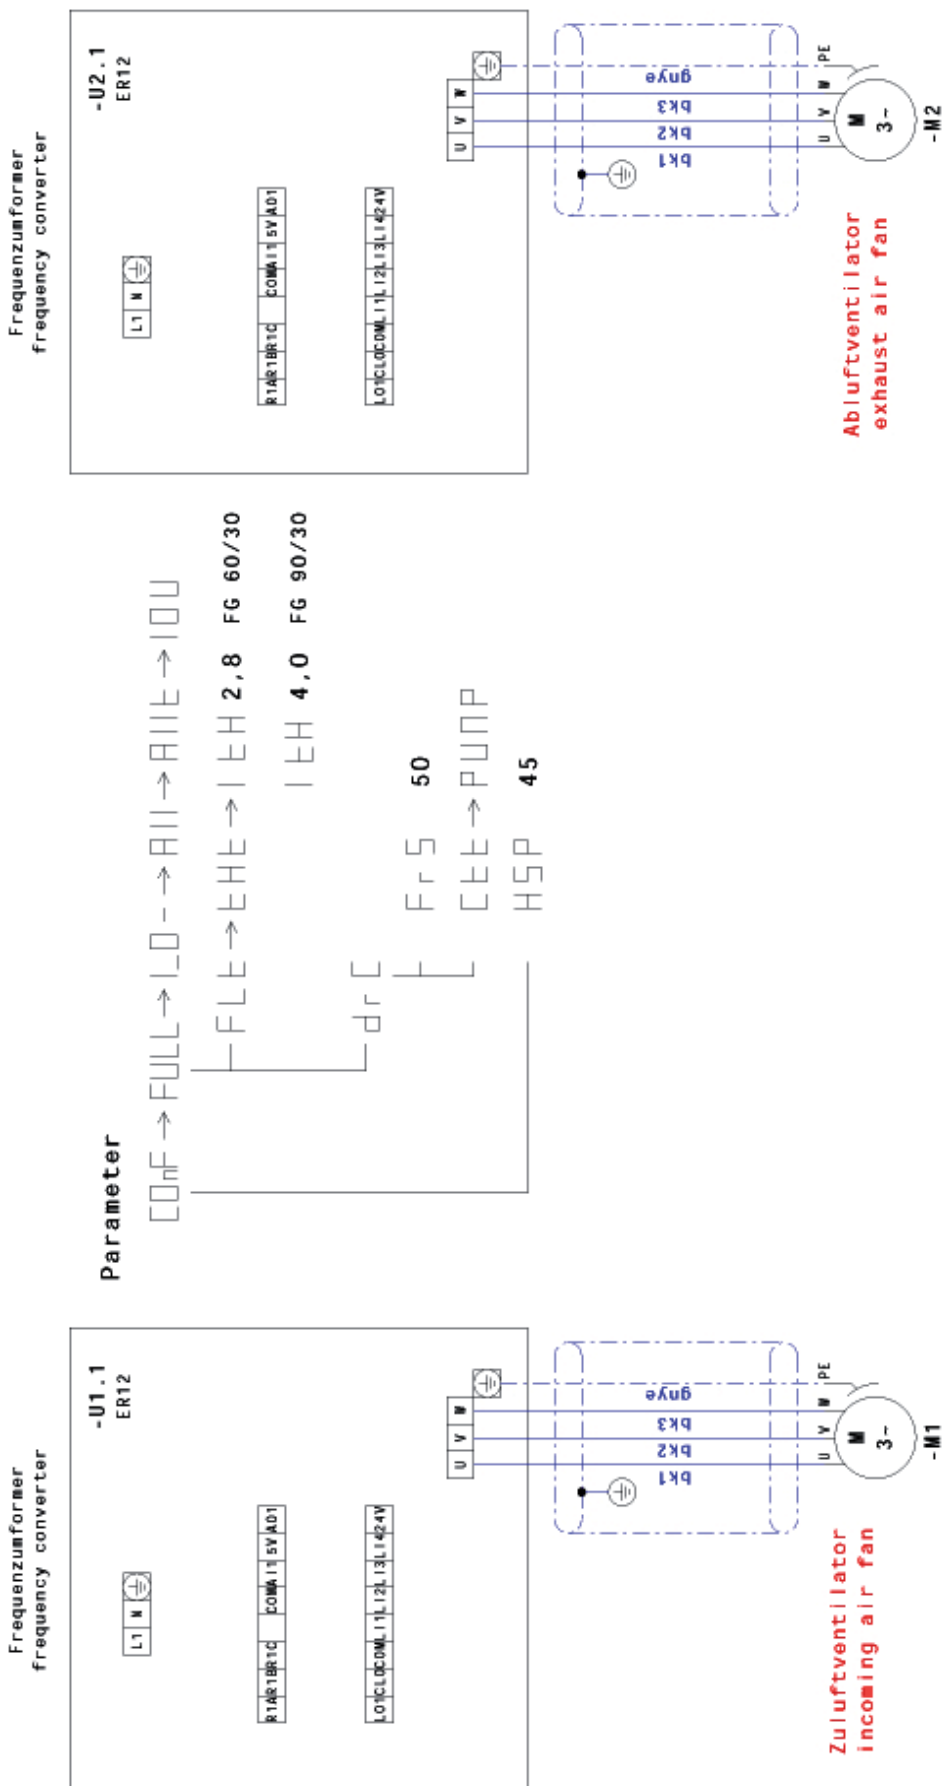 Frequenzumformer
frequency converter
-U1.1
ER12
L1 N
R1A R1B R1C COM AI1 5V AO1
LO1 CLO COM LI1 LI2 LI3 LI4 24V
U V W
bk1
bk2
bk3
gnye
U V W PE
M
3~
-M1
Zuluftventilator
incoming air fan
Parameter
COnF → FULL → I_O- → AI1 → AI1t → 10U
FLt → tHt → ItH 2,8 FG 60/30
ItH 4,0 FG 90/30
drC
FrS 50
Ctt → PUMP
HSP 45
Frequenzumformer
frequency converter
-U2.1
ER12
L1 N
R1A R1B R1C COM AI1 5V AO1
LO1 CLO COM LI1 LI2 LI3 LI4 24V
U V W
bk1
bk2
bk3
gnye
U V W PE
M
3~
-M2
Abluftventilator
exhaust air fan